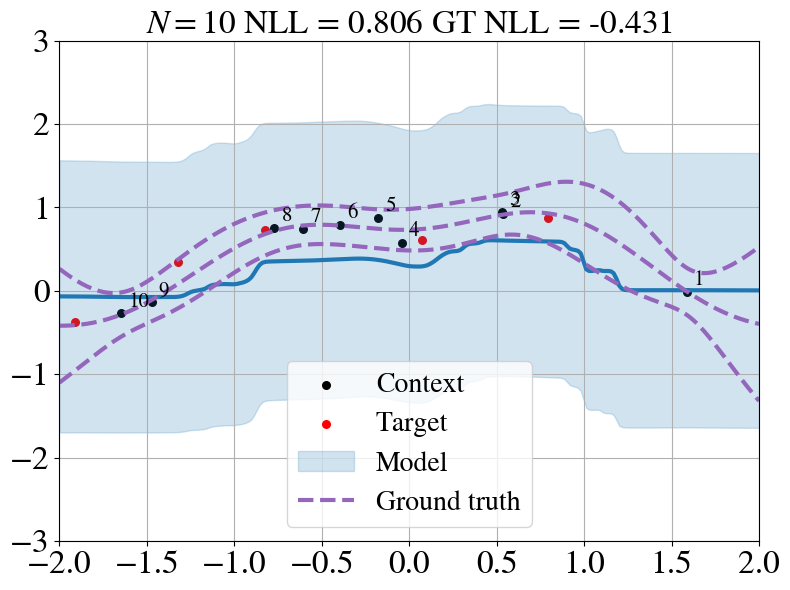 N = 10 NLL = 0.806 GT NLL = -0.431
3
2
1
0
−1
−2
−3
10
9
8
7
6
5
4
3
2
1
Context
Target
Model
Ground truth
−2.0 −1.5 −1.0 −0.5 0.0 0.5 1.0 1.5 2.0